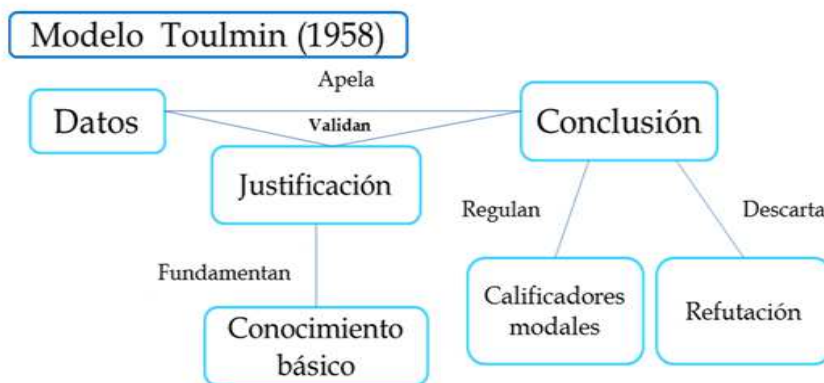 Modelo Toulmin (1958)
Apela
Datos
Validan
Conclusión
Justificación
Regulan
Descarta
Fundamentan
Calificadores
modales
Refutación
Conocimiento
básico